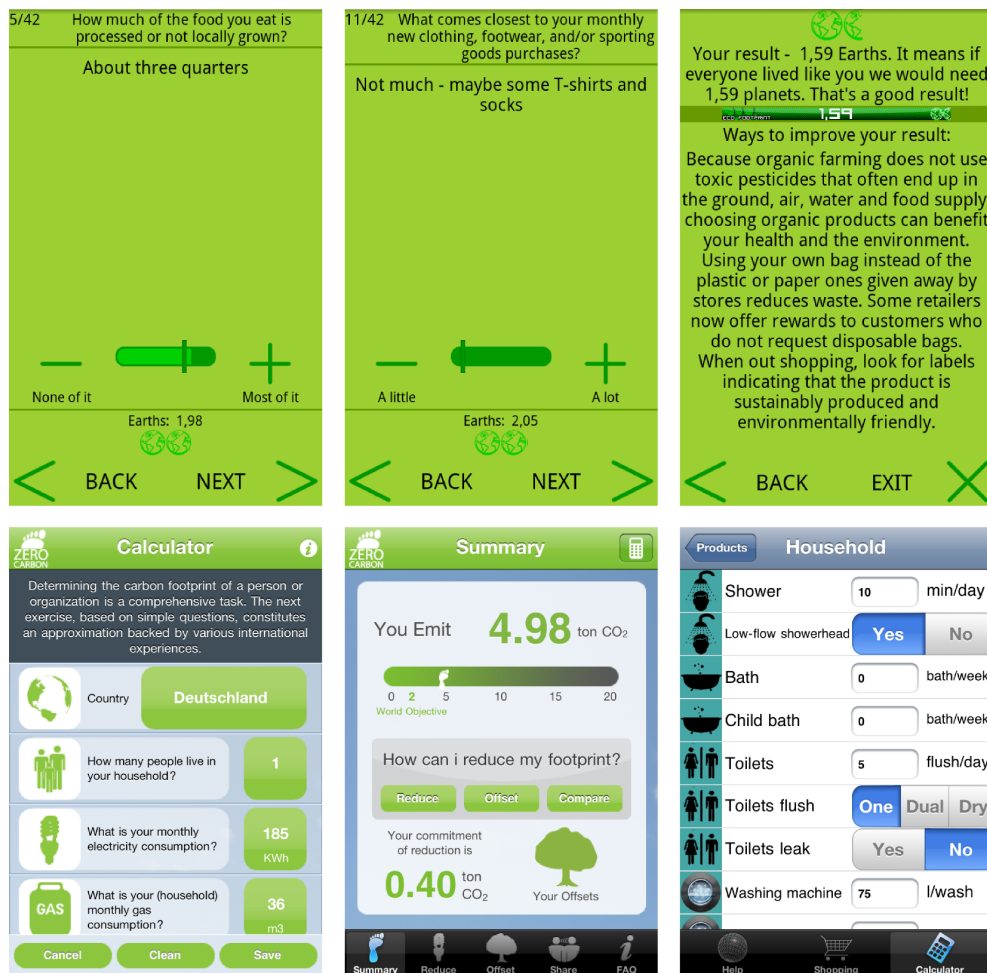 5/42 How much of the food you eat is
processed or not locally grown?
About three quarters
None of it
Most of it
Earths: 1,98
BACK
NEXT
11/42 What comes closest to your monthly
new clothing, footwear, and/or sporting
goods purchases?
Not much - maybe some T-shirts and
socks
A little
A lot
Earths: 2,05
BACK
NEXT
Your result - 1,59 Earths. It means if
everyone lived like you we would need
1,59 planets. That's a good result!
ECO FOOTPRINT
1,59
Ways to improve your result:
Because organic farming does not use
toxic pesticides that often end up in
the ground, air, water and food supply
choosing organic products can benefit
your health and the environment.
Using your own bag instead of the
plastic or paper ones given away by
stores reduces waste. Some retailers
now offer rewards to customers who
do not request disposable bags.
When out shopping, look for labels
indicating that the product is
sustainably produced and
environmentally friendly.
BACK
EXIT
ZERO
CARBON
Calculator
i
Determining the carbon footprint of a person or
organization is a comprehensive task. The next
exercise, based on simple questions, constitutes
an approximation backed by various international
experiences.
Country
Deutschland
How many people live in
your household?
1
What is your monthly
electricity consumption?
185
KWh
GAS
What is your (household)
monthly gas
consumption?
36
m3
Cancel
Clean
Save
ZERO
CARBON
Summary
You Emit 4.98 ton CO₂
0 2 5 10 15 20
World Objective
How can i reduce my footprint?
Reduce
Offset
Compare
Your commitment
of reduction is
0.40 ton
CO₂
Your Offsets
Summary
Reduce
Offset
Share
FAQ
Products
Household
Shower 10 min/day
Low-flow showerhead Yes No
Bath 0 bath/week
Child bath 0 bath/week
Toilets 5 flush/day
Toilets flush One Dual Dry
Toilets leak Yes No
Washing machine 75 l/wash
Help
Shopping
Calculator